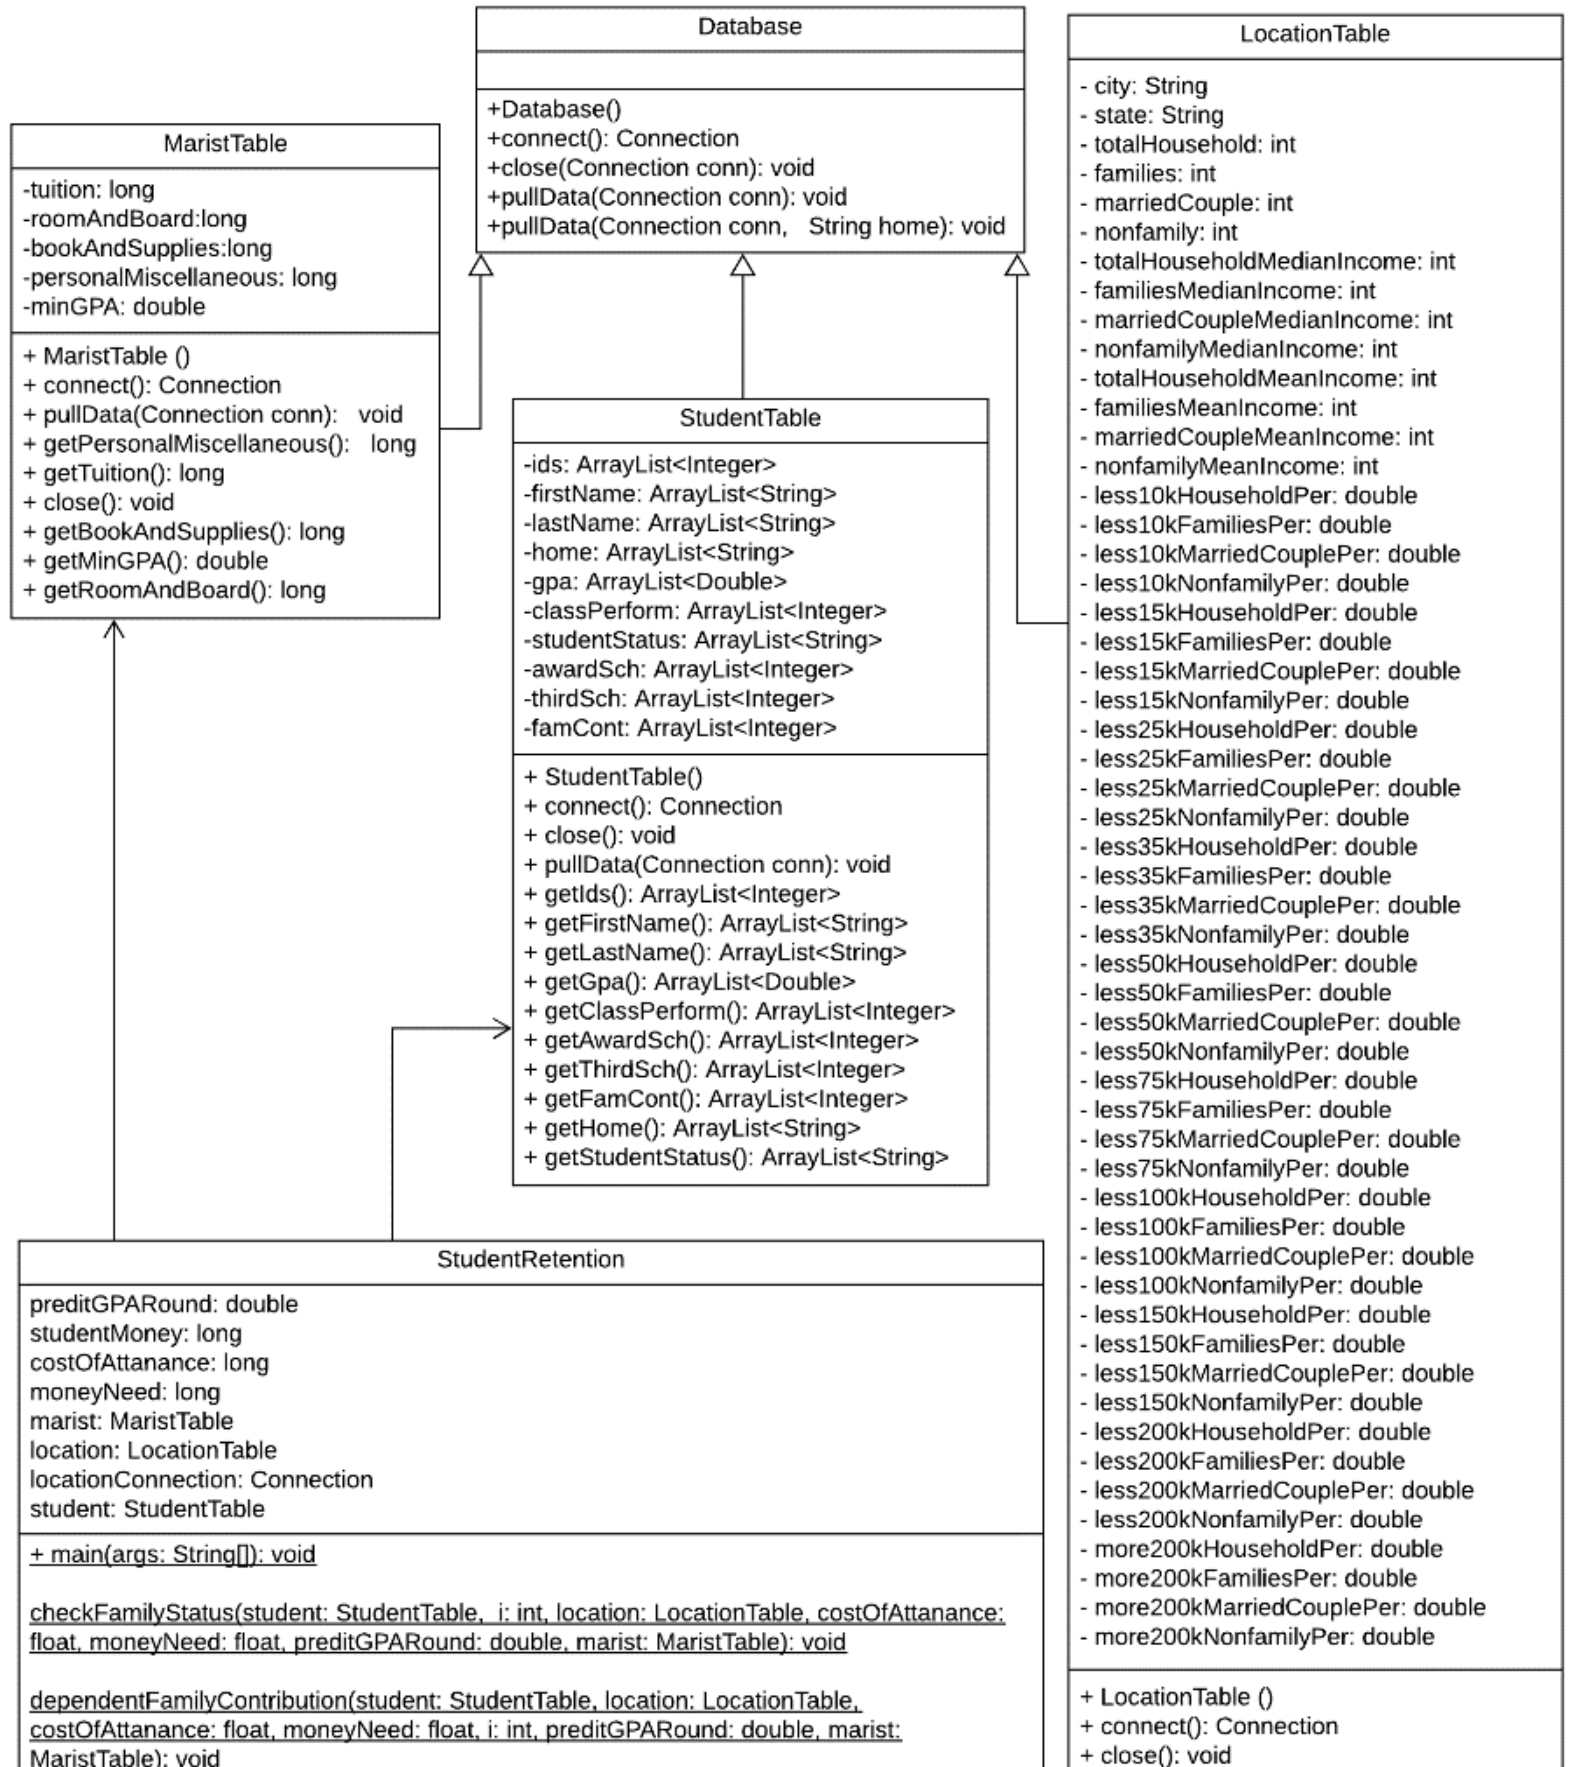 Database
+Database()
+connect(): Connection
+close(Connection conn): void
+pullData(Connection conn): void
+pullData(Connection conn, String home): void
MaristTable
-tuition: long
-roomAndBoard:long
-bookAndSupplies:long
-personalMiscellaneous: long
-minGPA: double
+ MaristTable ()
+ connect(): Connection
+ pullData(Connection conn): void
+ getPersonalMiscellaneous(): long
+ getTuition(): long
+ close(): void
+ getBookAndSupplies(): long
+ getMinGPA(): double
+ getRoomAndBoard(): long
StudentTable
-ids: ArrayList<Integer>
-firstName: ArrayList<String>
-lastName: ArrayList<String>
-home: ArrayList<String>
-gpa: ArrayList<Double>
-classPerform: ArrayList<Integer>
-studentStatus: ArrayList<String>
-awardSch: ArrayList<Integer>
-thirdSch: ArrayList<Integer>
-famCont: ArrayList<Integer>
+ StudentTable()
+ connect(): Connection
+ close(): void
+ pullData(Connection conn): void
+ getIds(): ArrayList<Integer>
+ getFirstName(): ArrayList<String>
+ getLastName(): ArrayList<String>
+ getGpa(): ArrayList<Double>
+ getClassPerform(): ArrayList<Integer>
+ getAwardSch(): ArrayList<Integer>
+ getThirdSch(): ArrayList<Integer>
+ getFamCont(): ArrayList<Integer>
+ getHome(): ArrayList<String>
+ getStudentStatus(): ArrayList<String>
StudentRetention
preditGPARound: double
studentMoney: long
costOfAttanance: long
moneyNeed: long
marist: MaristTable
location: LocationTable
locationConnection: Connection
student: StudentTable
+ main(args: String[]): void
checkFamilyStatus(student: StudentTable, i: int, location: LocationTable, costOfAttanance:
float, moneyNeed: float, preditGPARound: double, marist: MaristTable): void
dependentFamilyContribution(student: StudentTable, location: LocationTable,
costOfAttanance: float, moneyNeed: float, i: int, preditGPARound: double, marist:
MaristTable): void
LocationTable
- city: String
- state: String
- totalHousehold: int
- families: int
- marriedCouple: int
- nonfamily: int
- totalHouseholdMedianIncome: int
- familiesMedianIncome: int
- marriedCoupleMedianIncome: int
- nonfamilyMedianIncome: int
- totalHouseholdMeanIncome: int
- familiesMeanIncome: int
- marriedCoupleMeanIncome: int
- nonfamilyMeanIncome: int
- less10kHouseholdPer: double
- less10kFamiliesPer: double
- less10kMarriedCouplePer: double
- less10kNonfamilyPer: double
- less15kHouseholdPer: double
- less15kFamiliesPer: double
- less15kMarriedCouplePer: double
- less15kNonfamilyPer: double
- less25kHouseholdPer: double
- less25kFamiliesPer: double
- less25kMarriedCouplePer: double
- less25kNonfamilyPer: double
- less35kHouseholdPer: double
- less35kFamiliesPer: double
- less35kMarriedCouplePer: double
- less35kNonfamilyPer: double
- less50kHouseholdPer: double
- less50kFamiliesPer: double
- less50kMarriedCouplePer: double
- less50kNonfamilyPer: double
- less75kHouseholdPer: double
- less75kFamiliesPer: double
- less75kMarriedCouplePer: double
- less75kNonfamilyPer: double
- less100kHouseholdPer: double
- less100kFamiliesPer: double
- less100kMarriedCouplePer: double
- less100kNonfamilyPer: double
- less150kHouseholdPer: double
- less150kFamiliesPer: double
- less150kMarriedCouplePer: double
- less150kNonfamilyPer: double
- less200kHouseholdPer: double
- less200kFamiliesPer: double
- less200kMarriedCouplePer: double
- less200kNonfamilyPer: double
- more200kHouseholdPer: double
- more200kFamiliesPer: double
- more200kMarriedCouplePer: double
- more200kNonfamilyPer: double
+ LocationTable ()
+ connect(): Connection
+ close(): void